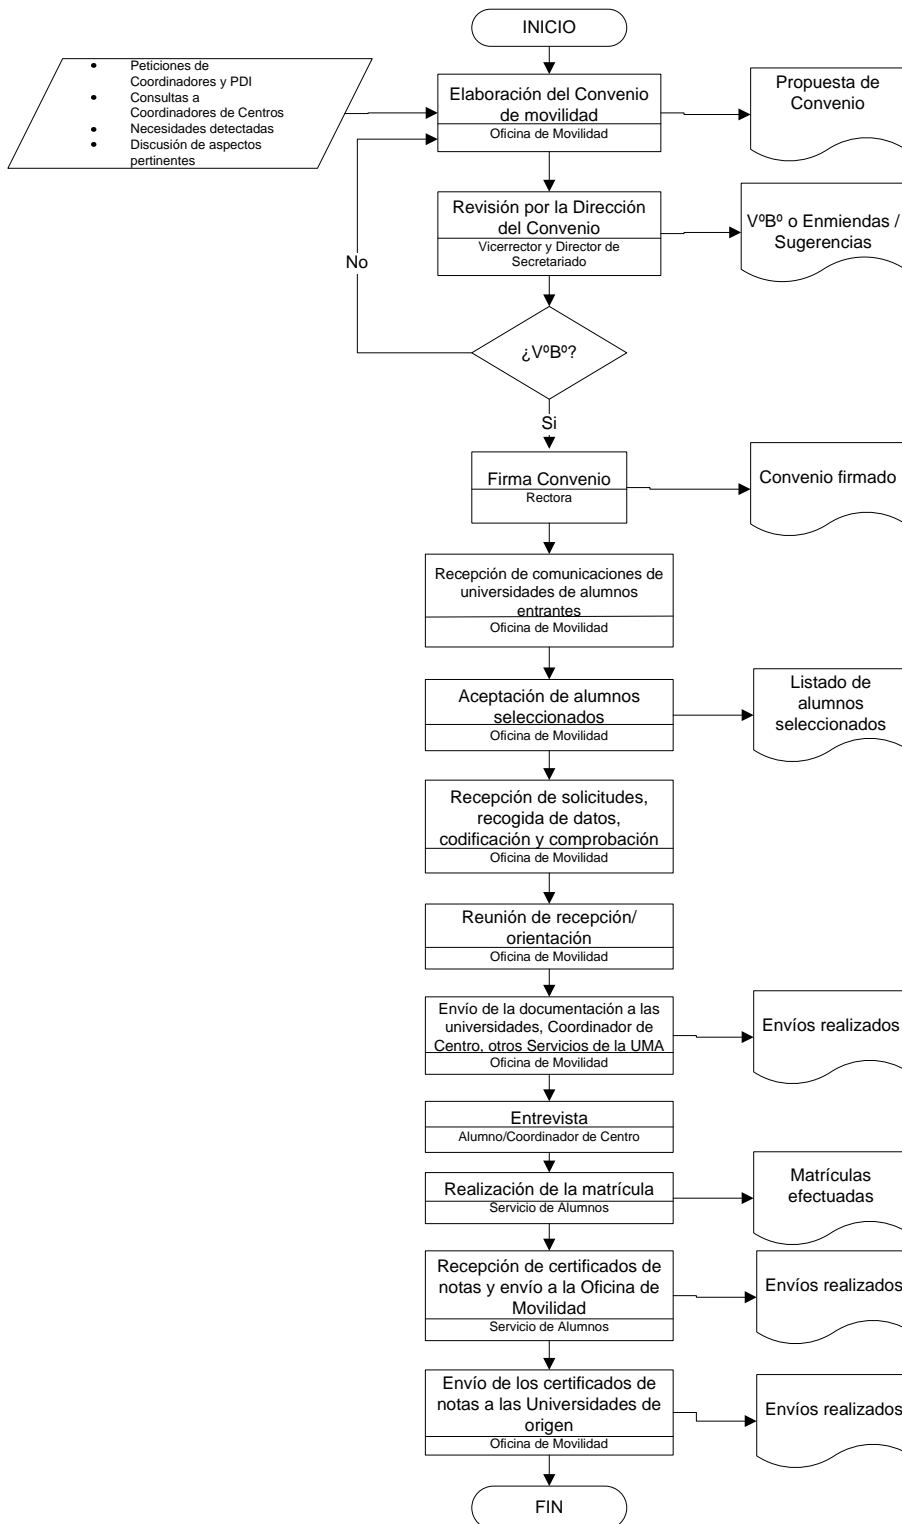 INICIO
• Peticiones de
Coordinadores y PDI
• Consultas a
Coordinadores de Centros
• Necesidades detectadas
• Discusión de aspectos
pertinentes
Elaboración del Convenio
de movilidad
Oficina de Movilidad
Propuesta de
Convenio
Revisión por la Dirección
del Convenio
Vicerrector y Director de
Secretariado
VºBº o Enmiendas /
Sugerencias
No
¿VºBº?
Si
Firma Convenio
Rectora
Convenio firmado
Recepción de comunicaciones de
universidades de alumnos
entrantes
Oficina de Movilidad
Aceptación de alumnos
seleccionados
Oficina de Movilidad
Listado de
alumnos
seleccionados
Recepción de solicitudes,
recogida de datos,
codificación y comprobación
Oficina de Movilidad
Reunión de recepción/
orientación
Oficina de Movilidad
Envío de la documentación a las
universidades, Coordinador de
Centro, otros Servicios de la UMA
Oficina de Movilidad
Envíos realizados
Entrevista
Alumno/Coordinador de Centro
Realización de la matrícula
Servicio de Alumnos
Matrículas
efectuadas
Recepción de certificados de
notas y envío a la Oficina de
Movilidad
Servicio de Alumnos
Envíos realizados
Envío de los certificados de
notas a las Universidades de
origen
Oficina de Movilidad
Envíos realizados
FIN